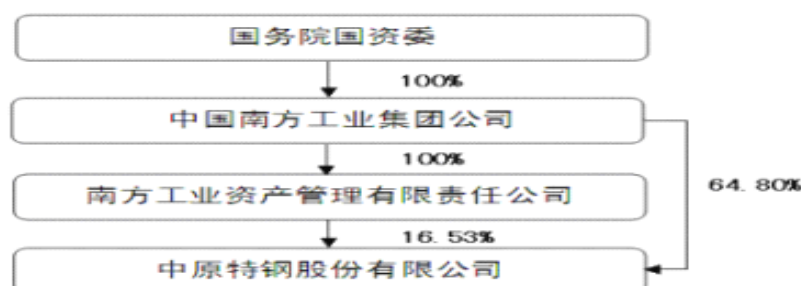 国务院国资委
100%
中国南方工业集团公司
100%
64.80%
南方工业资产管理有限责任公司
16.53%
中原特钢股份有限公司